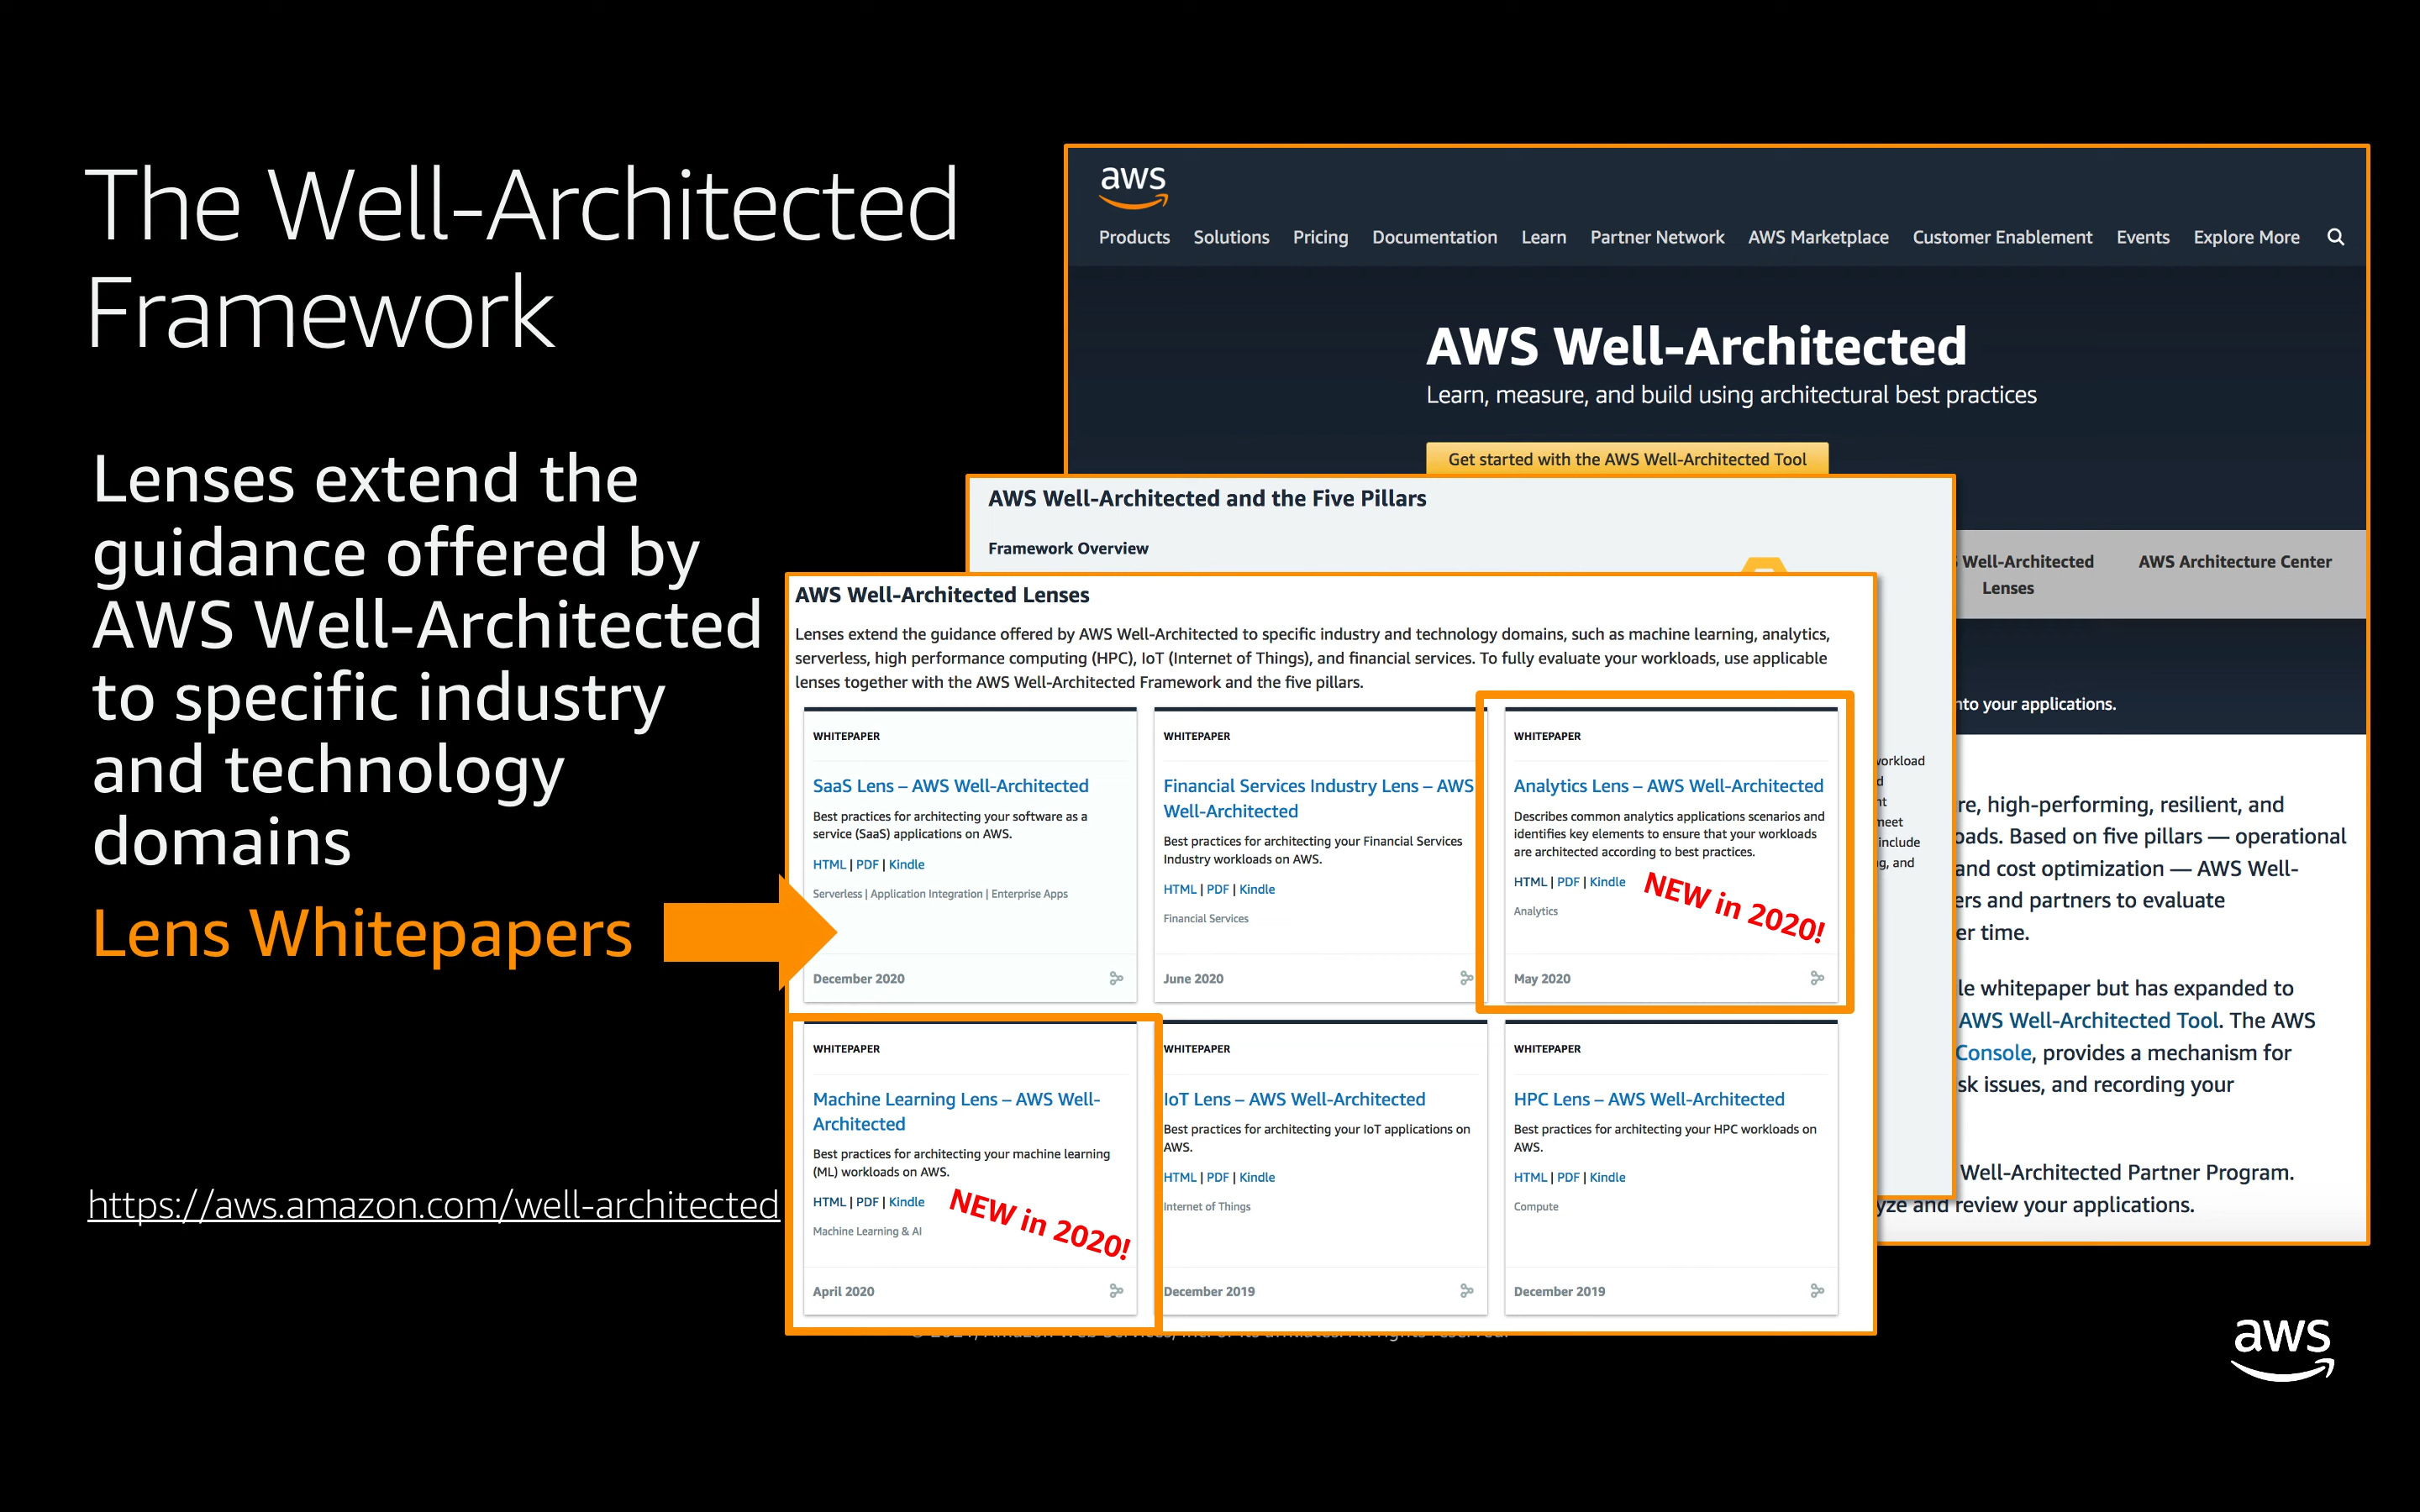 The Well-Architected
Framework
Lenses extend the
guidance offered by
AWS Well-Architected
to specific industry
and technology
domains
Lens Whitepapers
https://aws.amazon.com/well-architected
aws
Products Solutions Pricing Documentation Learn Partner Network AWS Marketplace Customer Enablement Events Explore More
AWS Well-Architected
Learn, measure, and build using architectural best practices
Get started with the AWS Well-Architected Tool
Well-Architected
Lenses
AWS Architecture Center
your applications.
high-performing, resilient, and
Based on five pillars — operational
and cost optimization — AWS Well-
and partners to evaluate
time.
whitepaper but has expanded to
AWS Well-Architected Tool. The AWS
Console, provides a mechanism for
issues, and recording your
Well-Architected Partner Program.
and review your applications.
AWS Well-Architected and the Five Pillars
Framework Overview
workload
meet
include
and
AWS Well-Architected Lenses
Lenses extend the guidance offered by AWS Well-Architected to specific industry and technology domains, such as machine learning, analytics,
serverless, high performance computing (HPC), IoT (Internet of Things), and financial services. To fully evaluate your workloads, use applicable
lenses together with the AWS Well-Architected Framework and the five pillars.
WHITEPAPER
SaaS Lens – AWS Well-Architected
Best practices for architecting your software as a
service (SaaS) applications on AWS.
HTML | PDF | Kindle
Serverless | Application Integration | Enterprise Apps
December 2020
WHITEPAPER
Financial Services Industry Lens – AWS
Well-Architected
Best practices for architecting your Financial Services
Industry workloads on AWS.
HTML | PDF | Kindle
Financial Services
June 2020
WHITEPAPER
Analytics Lens – AWS Well-Architected
Describes common analytics applications scenarios and
identifies key elements to ensure that your workloads
are architected according to best practices.
HTML | PDF | Kindle
NEW in 2020!
Analytics
May 2020
WHITEPAPER
Machine Learning Lens – AWS Well-
Architected
Best practices for architecting your machine learning
(ML) workloads on AWS.
HTML | PDF | Kindle
NEW in 2020!
Machine Learning & AI
April 2020
WHITEPAPER
IoT Lens – AWS Well-Architected
Best practices for architecting your IoT applications on
AWS.
HTML | PDF | Kindle
Internet of Things
December 2019
WHITEPAPER
HPC Lens – AWS Well-Architected
Best practices for architecting your HPC workloads on
AWS.
HTML | PDF | Kindle
Compute
December 2019
aws